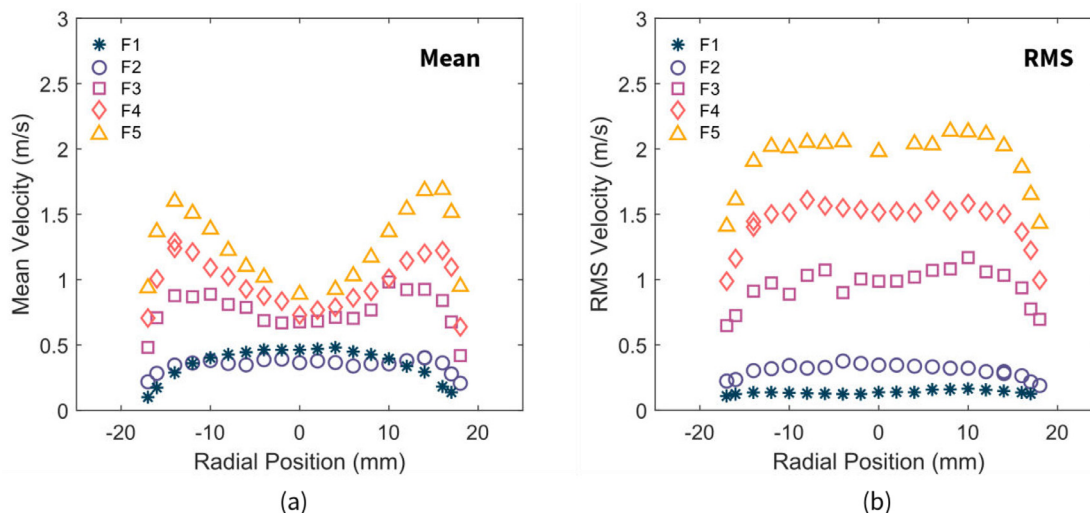 3
2.5
2
1.5
1
0.5
0
Mean Velocity (m/s)
F1
F2
F3
F4
F5
Mean
-20 -10 0 10 20
Radial Position (mm)
(a)
3
2.5
2
1.5
1
0.5
0
RMS Velocity (m/s)
F1
F2
F3
F4
F5
RMS
-20 -10 0 10 20
Radial Position (mm)
(b)